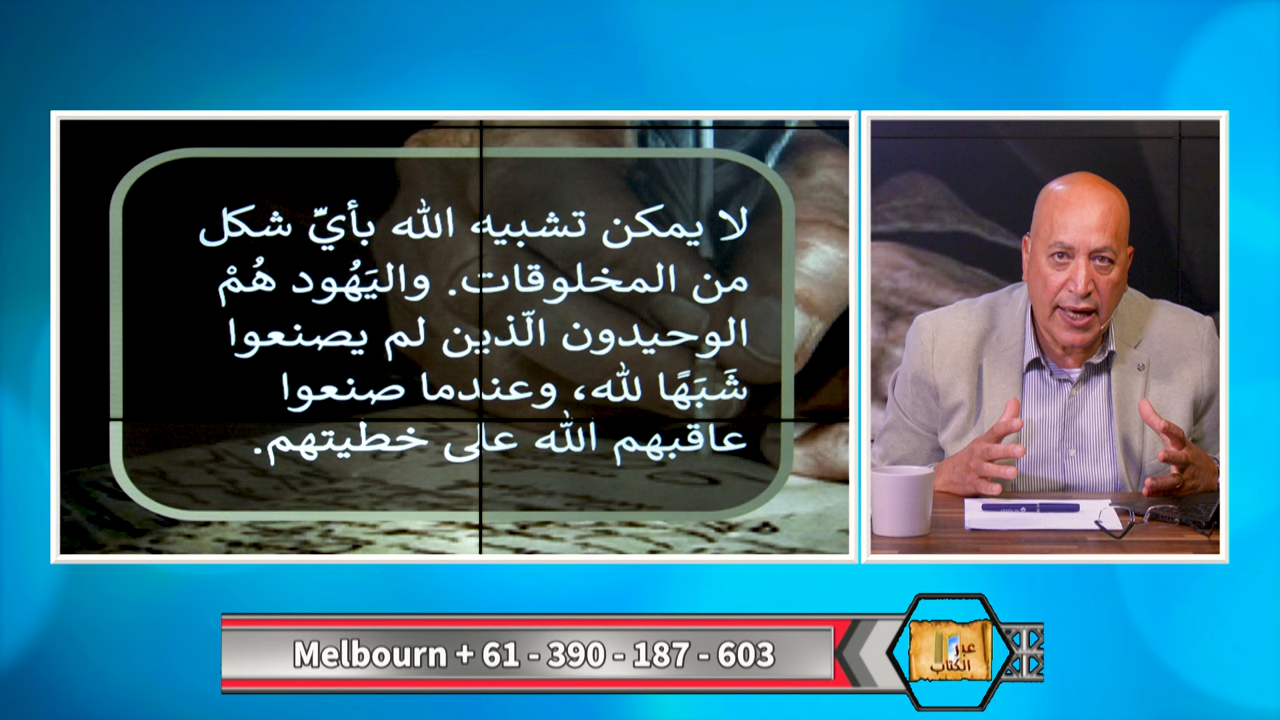 لا يمكن تشبيه الله بأيِّ شكل
من المخلوقات. واليَهُود هُمْ
الوحيدون الّذين لم يصنعوا
شَبَهًا لله، وعندما صنعوا
عاقبهم الله على خطيتهم.
Melbourn + 61 - 390 - 187 - 603
عبر
الكتاب